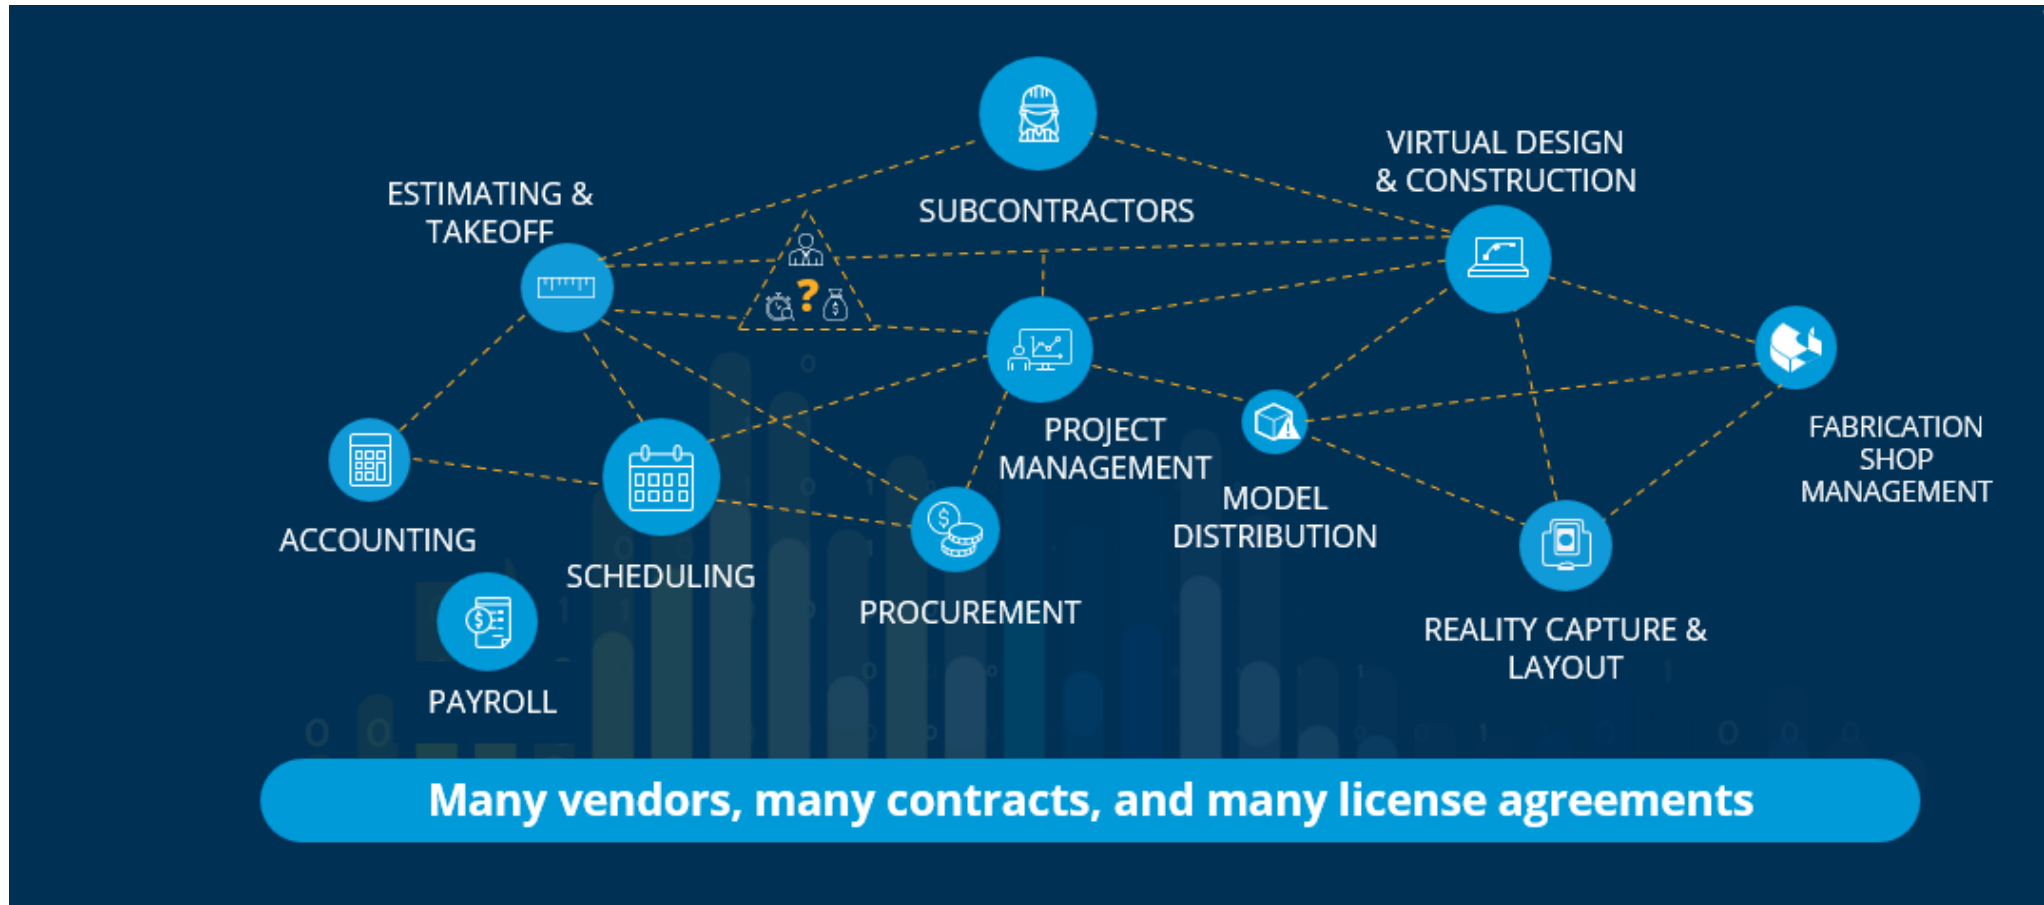 SUBCONTRACTORS
VIRTUAL DESIGN
& CONSTRUCTION
ESTIMATING &
TAKEOFF
?
PROJECT
MANAGEMENT
FABRICATION
SHOP
MANAGEMENT
MODEL
DISTRIBUTION
ACCOUNTING
SCHEDULING
PROCUREMENT
REALITY CAPTURE &
LAYOUT
PAYROLL
Many vendors, many contracts, and many license agreements